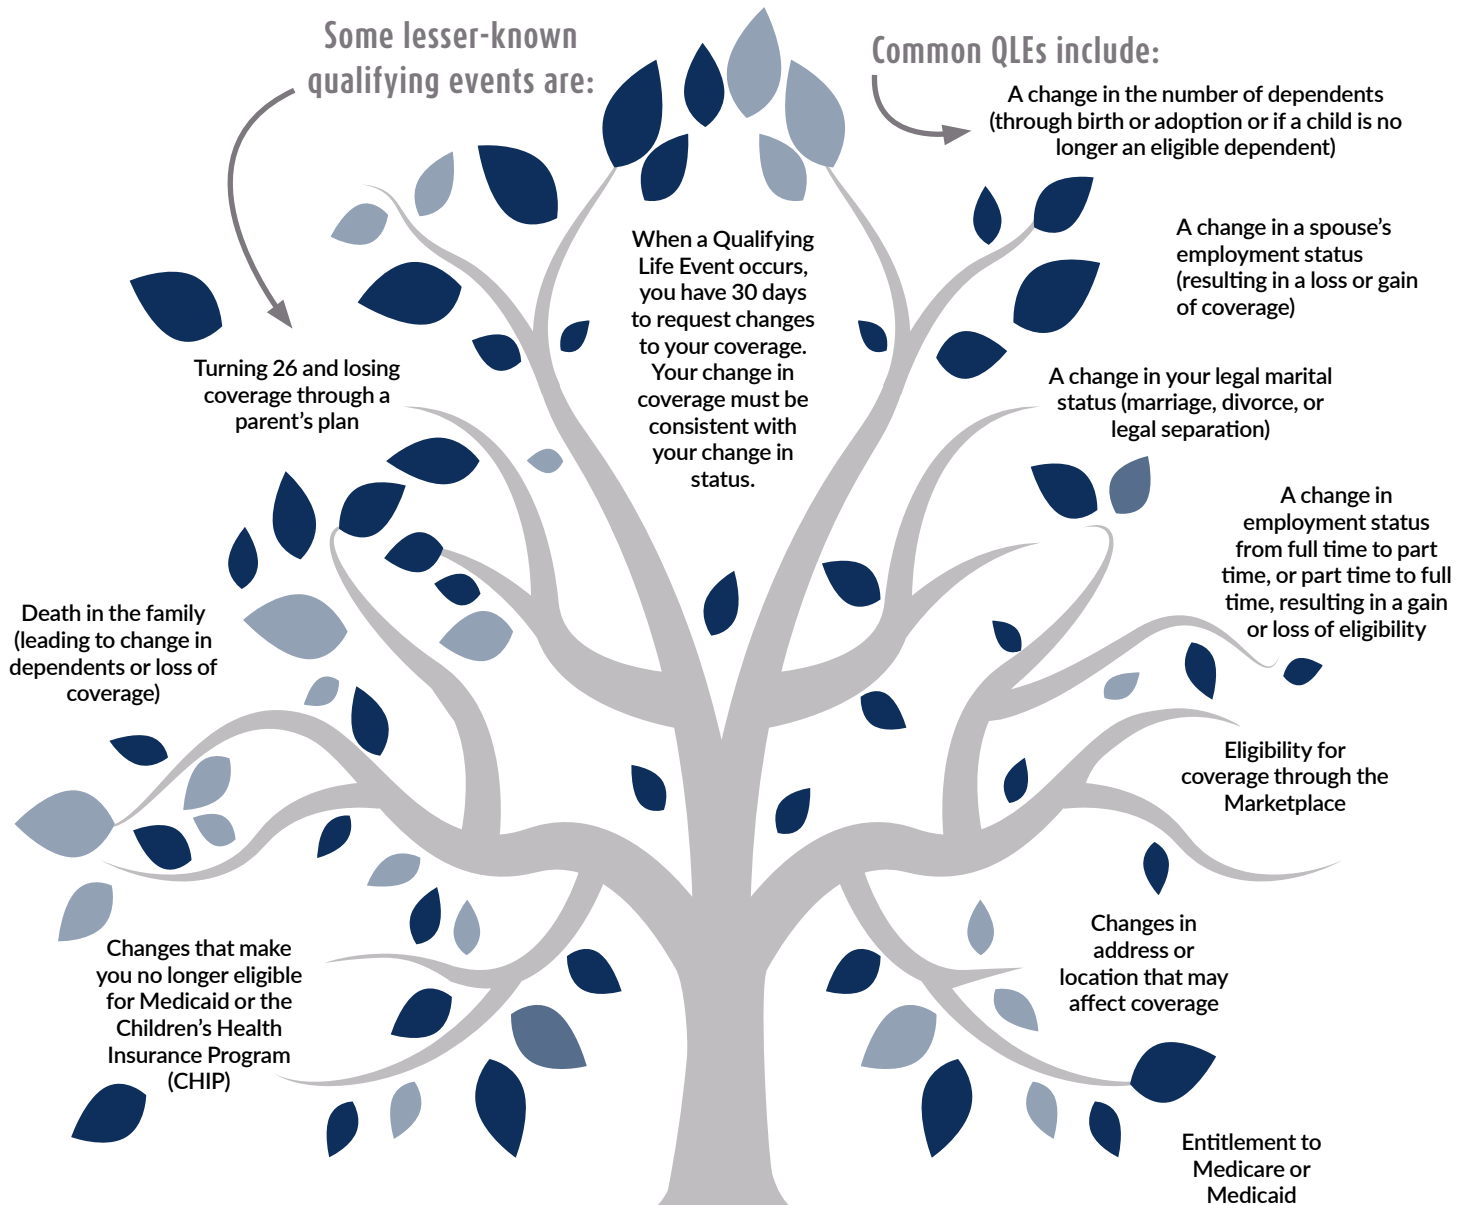 Some lesser-known
qualifying events are:
Turning 26 and losing
coverage through a
parent’s plan
Death in the family
(leading to change in
dependents or loss of
coverage)
Changes that make
you no longer eligible
for Medicaid or the
Children’s Health
Insurance Program
(CHIP)
When a Qualifying
Life Event occurs,
you have 30 days
to request changes
to your coverage.
Your change in
coverage must be
consistent with
your change in
status.
Common QLEs include:
A change in the number of dependents
(through birth or adoption or if a child is no
longer an eligible dependent)
A change in a spouse’s
employment status
(resulting in a loss or gain
of coverage)
A change in your legal marital
status (marriage, divorce, or
legal separation)
A change in
employment status
from full time to part
time, or part time to full
time, resulting in a gain
or loss of eligibility
Eligibility for
coverage through the
Marketplace
Changes in
address or
location that may
affect coverage
Entitlement to
Medicare or
Medicaid